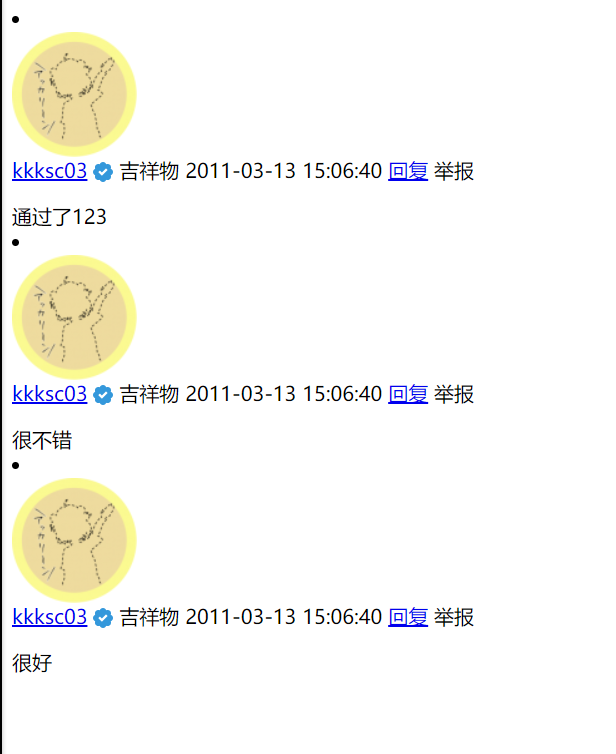 kkksc03 吉祥物 2011-03-13 15:06:40 回复 举报
通过了123
kkksc03 吉祥物 2011-03-13 15:06:40 回复 举报
很不错
kkksc03 吉祥物 2011-03-13 15:06:40 回复 举报
很好